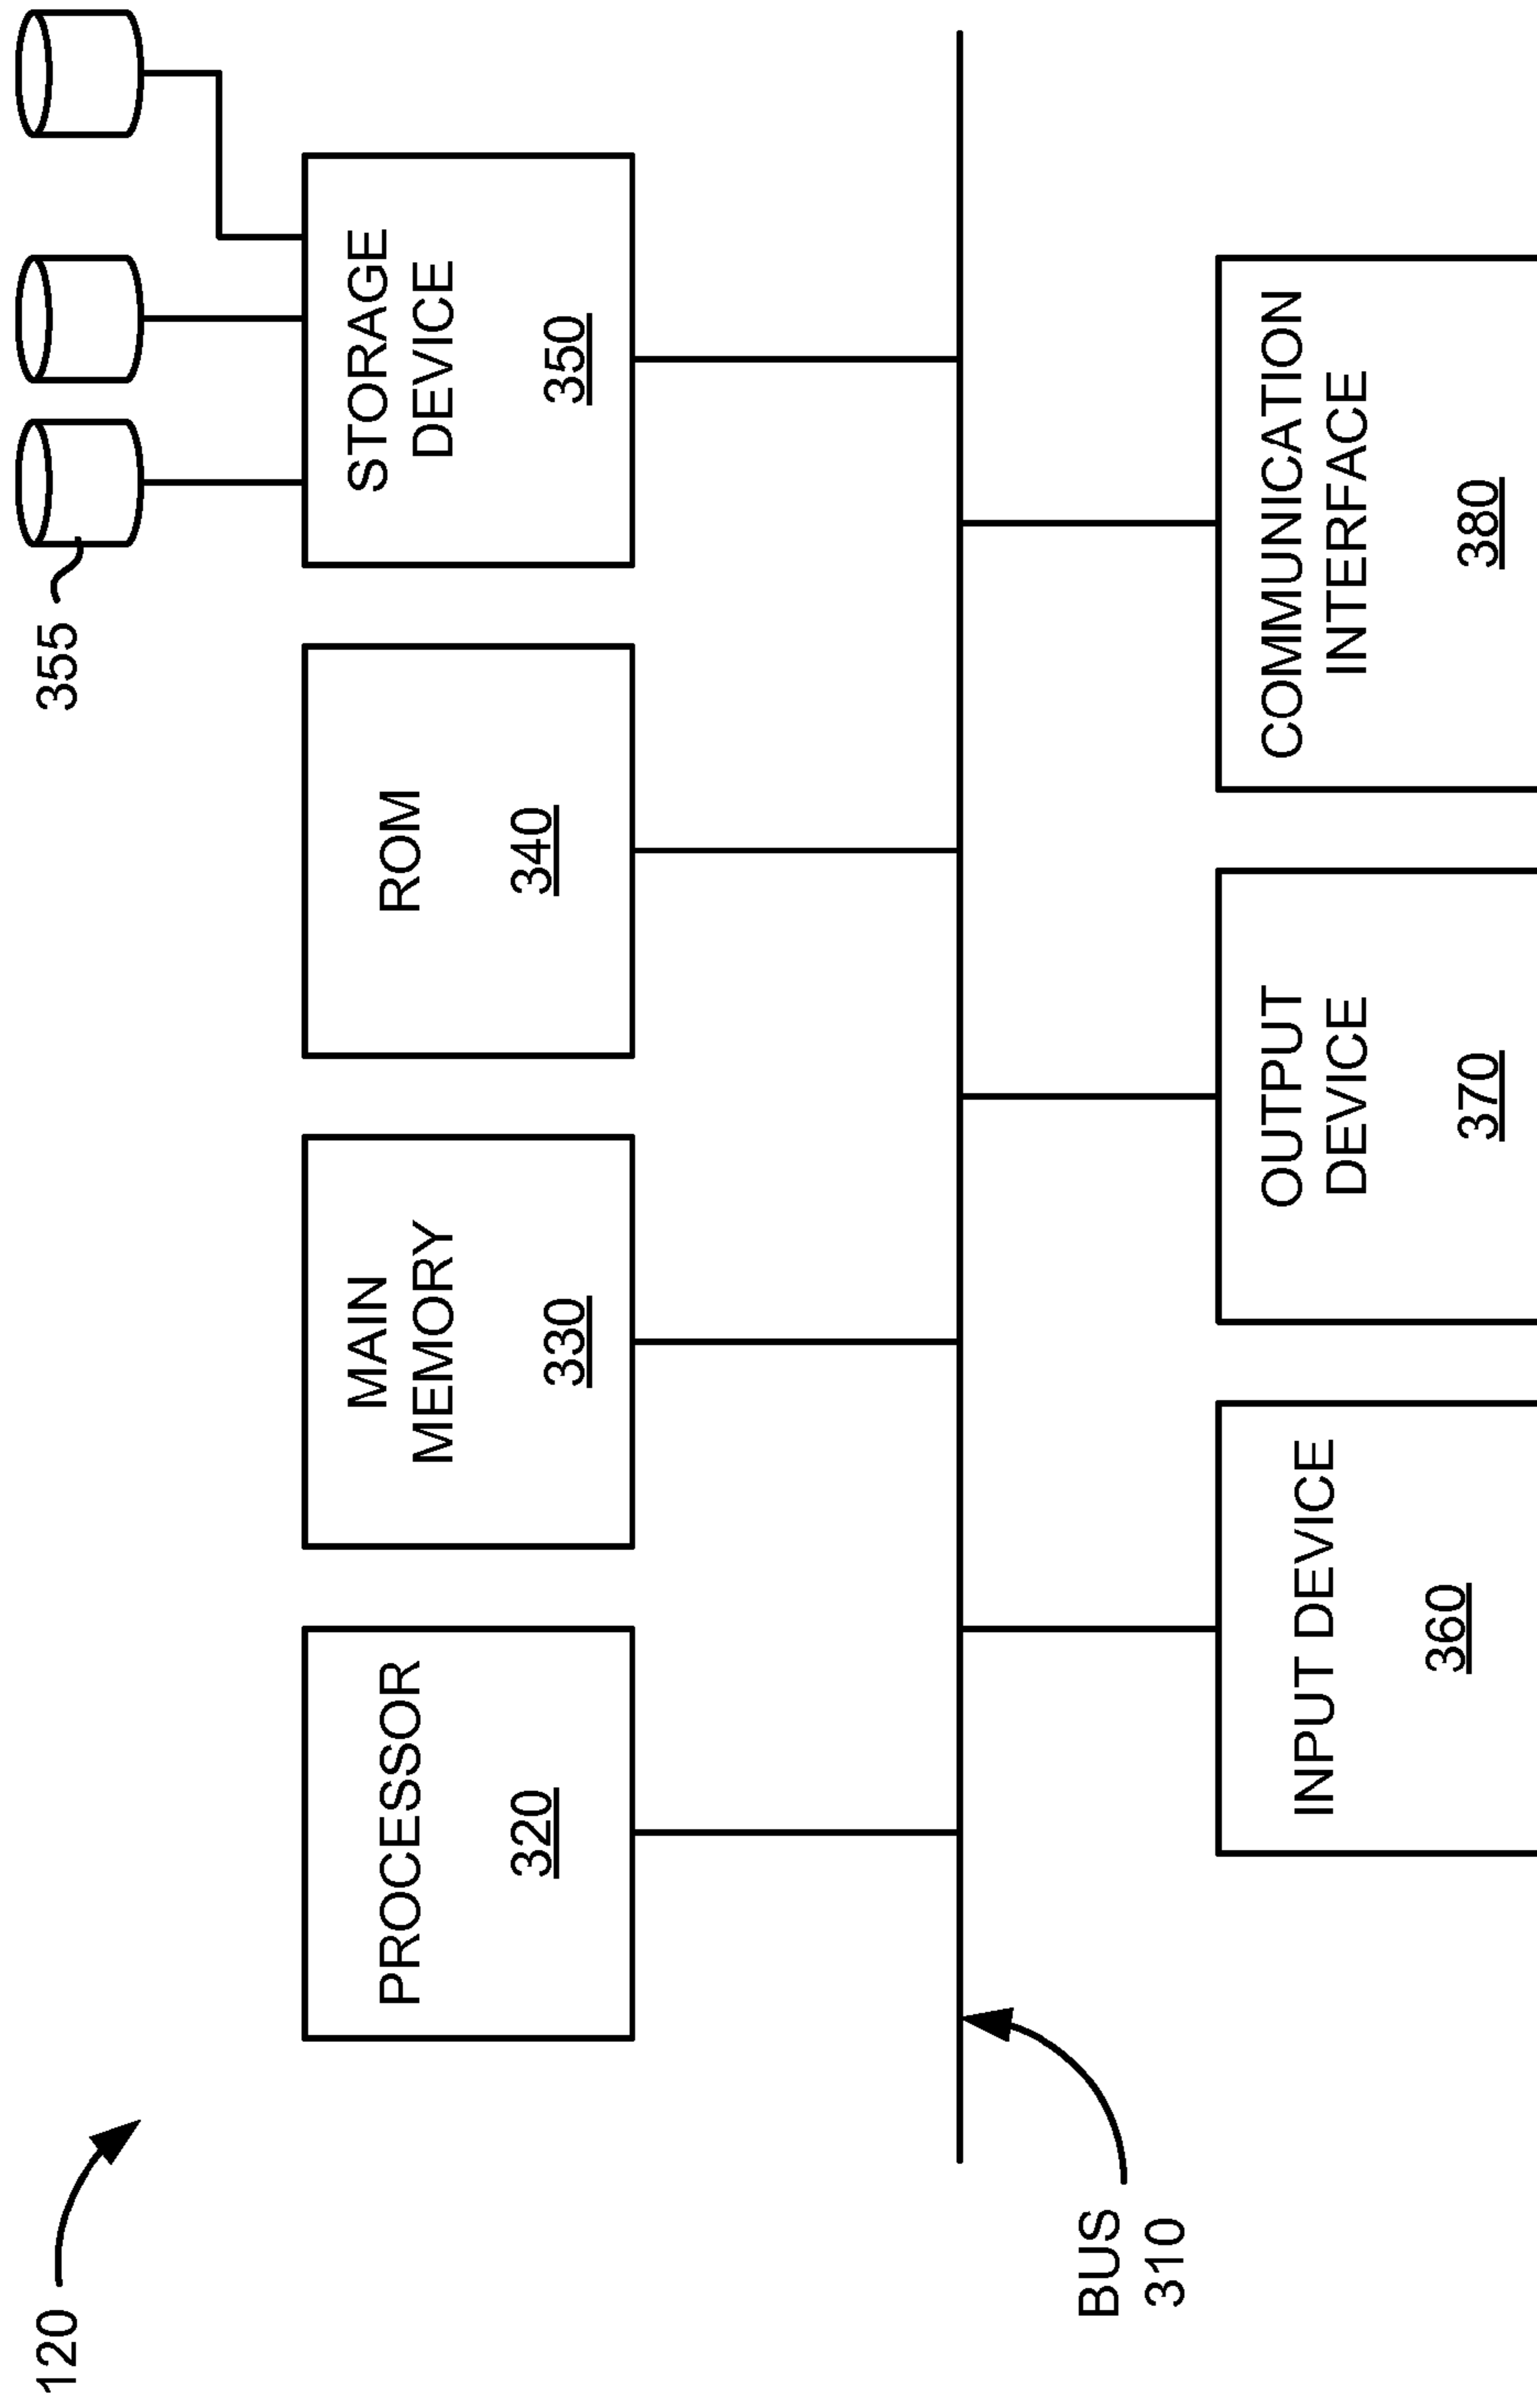 120
355
PROCESSOR
320
MAIN
MEMORY
330
ROM
340
STORAGE
DEVICE
350
BUS
310
INPUT DEVICE
360
OUTPUT
DEVICE
370
COMMUNICATION
INTERFACE
380